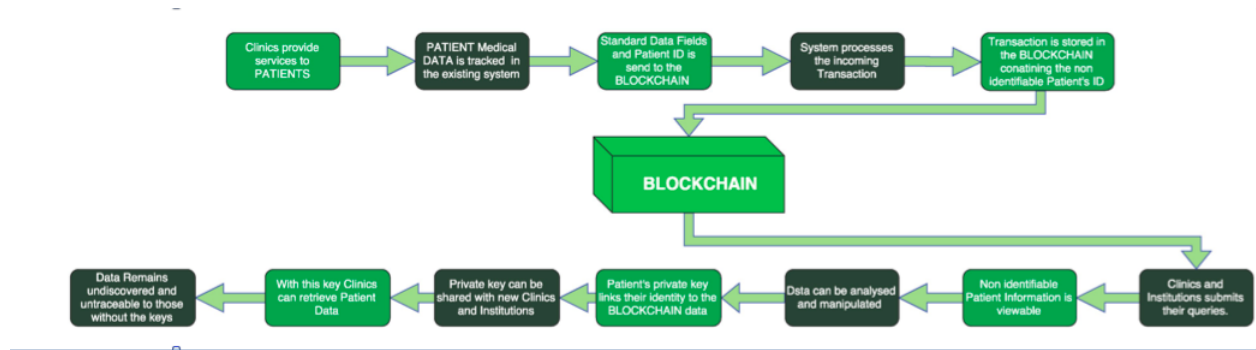 Clinics provide
services to
PATIENTS
PATIENT Medical
DATA is tracked in
the existing system
Standard Data Fields
and Patient ID is
send to the
BLOCKCHAIN
System processes
the incoming
Transaction
Transaction is stored in
the BLOCKCHAIN
conatining the non
identifiable Patient's ID
BLOCKCHAIN
Clinics and
Institutions submits
their queries.
Non identifiable
Patient Information is
viewable
Dsta can be analysed
and manipulated
Patient's private key
links their identity to the
BLOCKCHAIN data
Private key can be
shared with new Clinics
and Institutions
With this key Clinics
can retrieve Patient
Data
Data Remains
undiscovered and
untraceable to those
without the keys